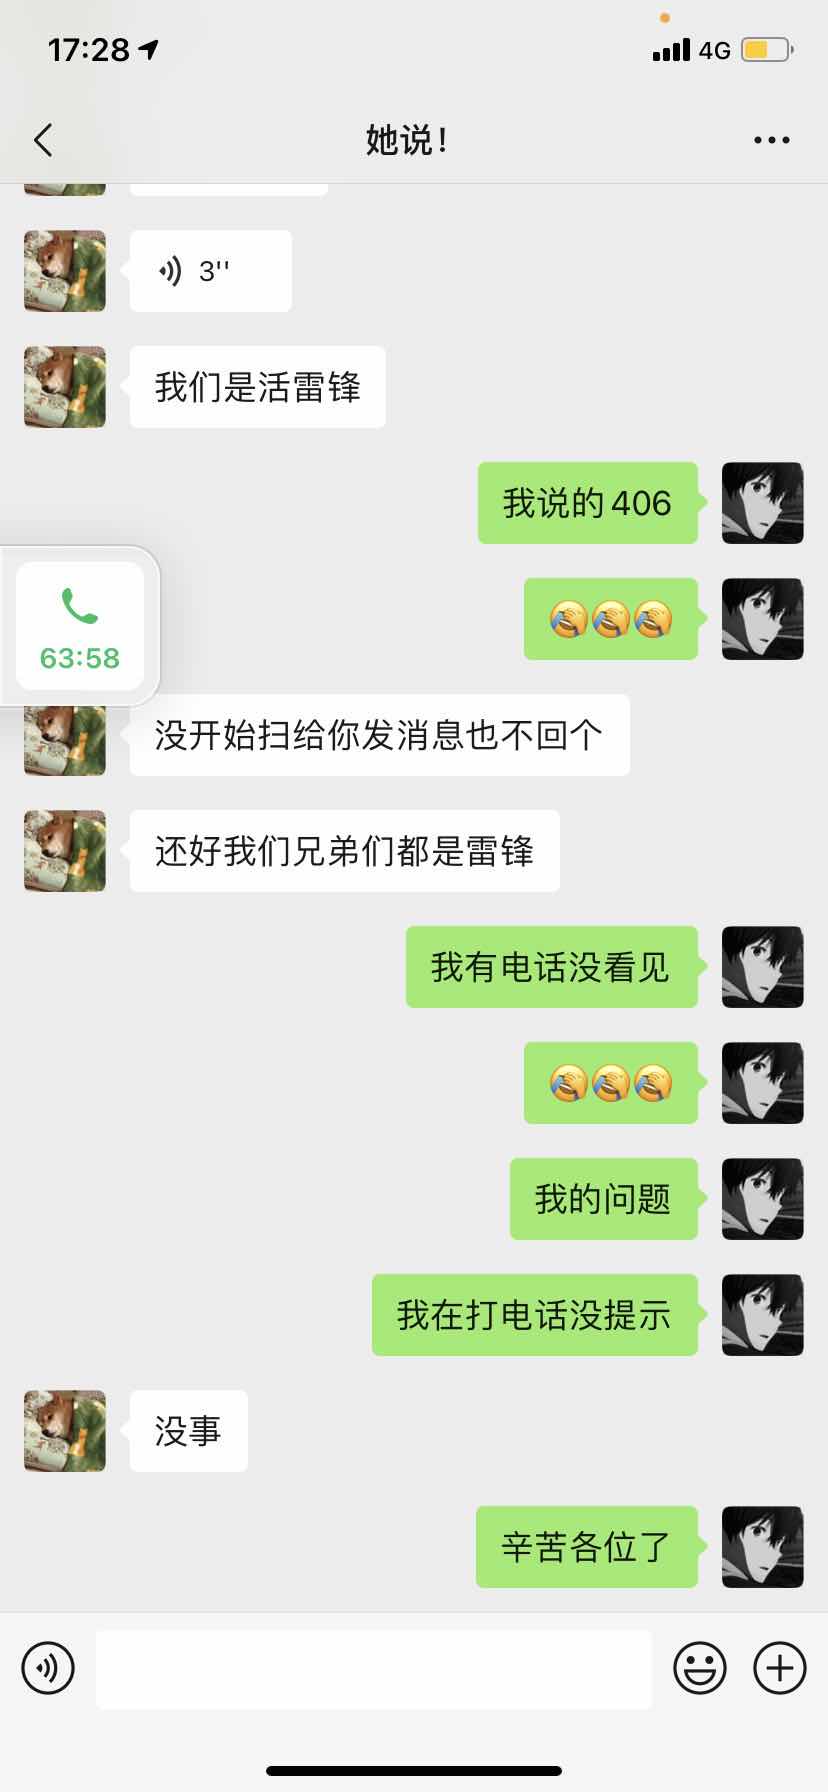 17:28
4G
她说！
3''
我们是活雷锋
我说的406
🤦🤦🤦
63:58
没开始扫给你发消息也不回个
还好我们兄弟们都是雷锋
我有电话没看见
🤦🤦🤦
我的问题
我在打电话没提示
没事
辛苦各位了